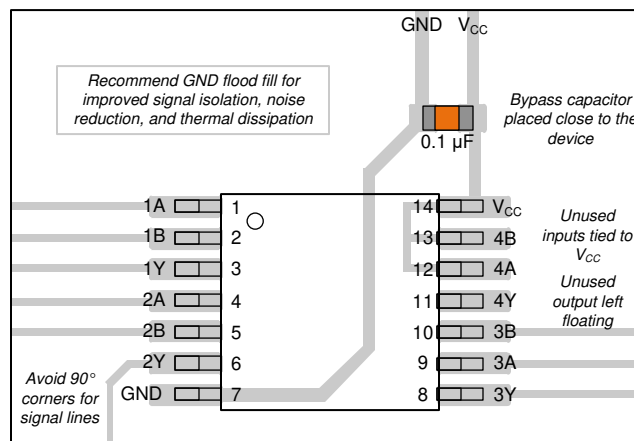 GND VCC
Recommend GND flood fill for
improved signal isolation, noise
reduction, and thermal dissipation
Bypass capacitor
placed close to the
device
0.1 µF
1A 1 14 VCC
1B 2 13 4B
1Y 3 12 4A
2A 4 11 4Y
2B 5 10 3B
2Y 6 9 3A
GND 7 8 3Y
Unused
inputs tied to
VCC
Unused
output left
floating
Avoid 90°
corners for
signal lines